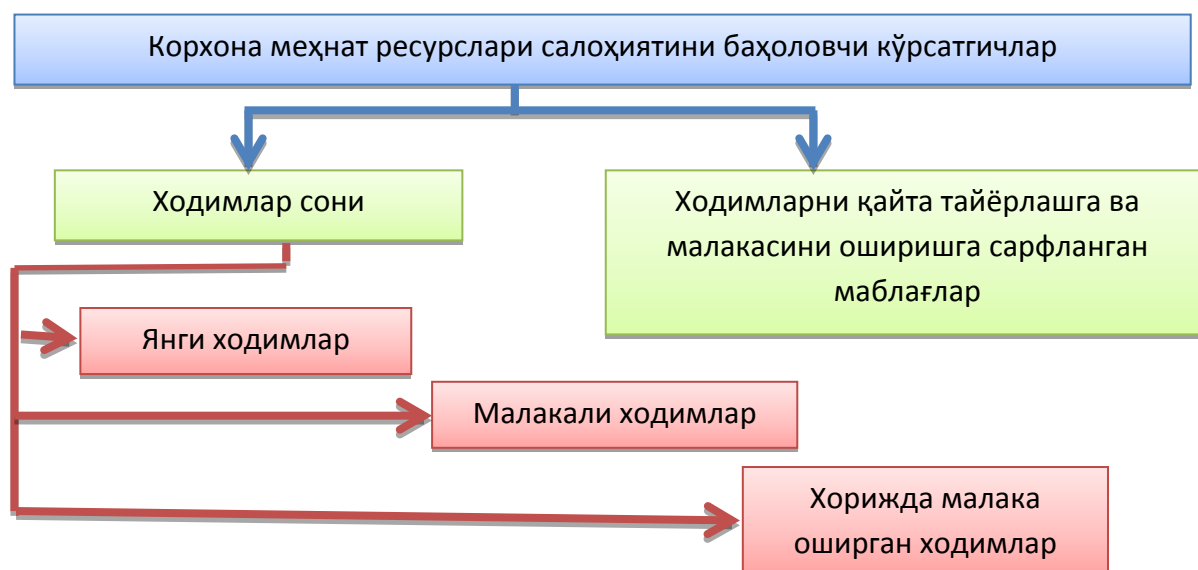 Корхона меҳнат ресурслари салоҳиятини баҳоловчи кўрсатгичлар
Ходимлар сони
Ходимларни қайта тайёрлашга ва
малакасини оширишга сарфланган
маблағлар
Янги ходимлар
Малакали ходимлар
Хорижда малака
оширган ходимлар